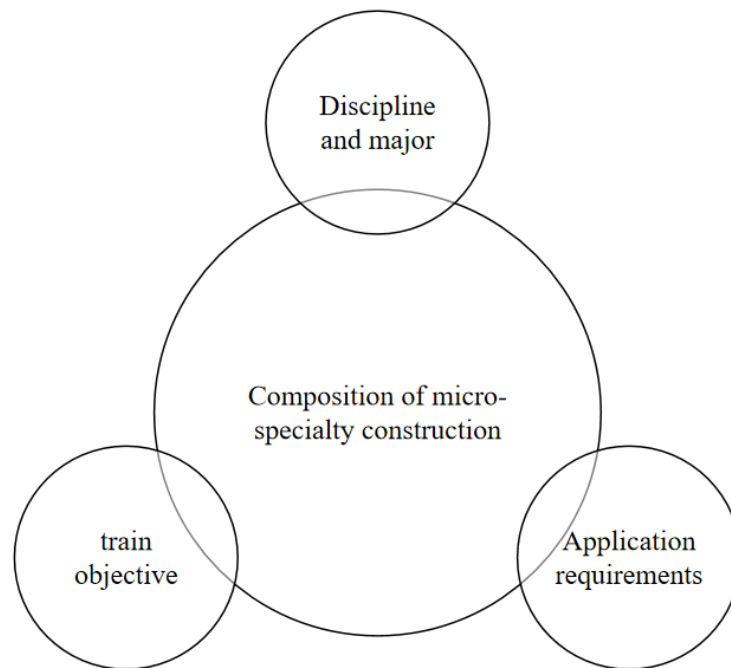 Discipline
and major
Composition of micro-
specialty construction
train
objective
Application
requirements